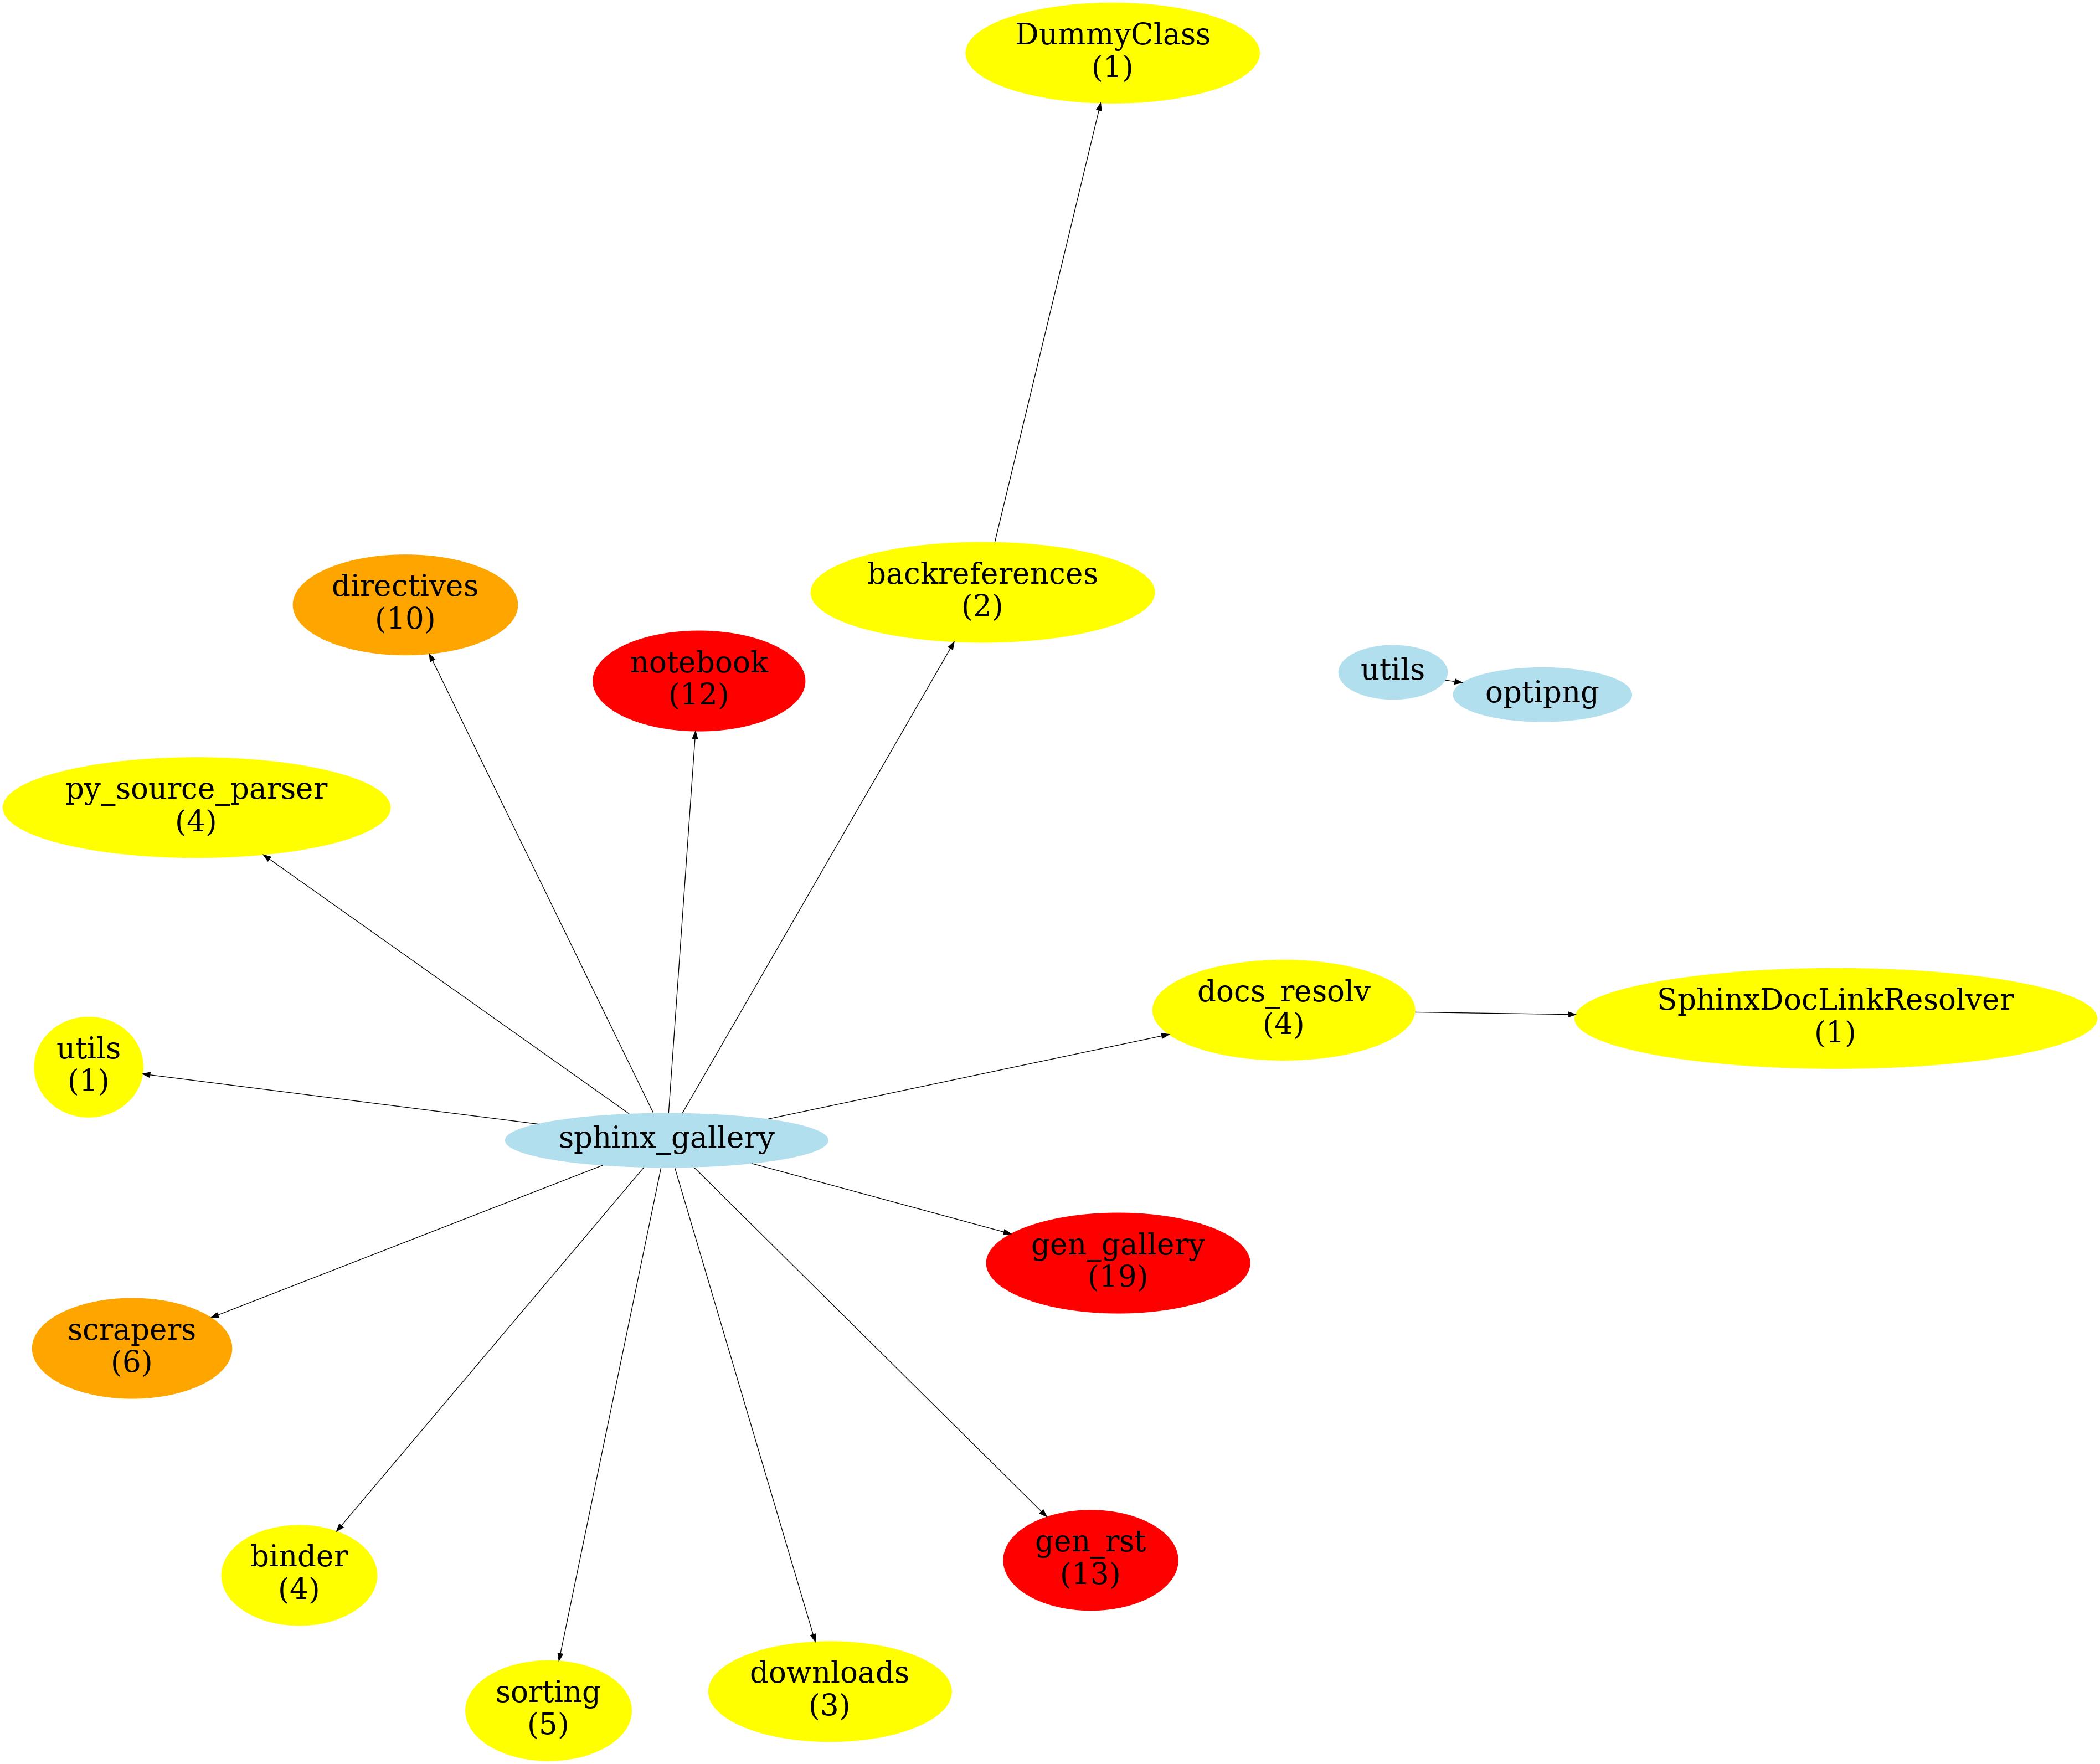 DummyClass
(1)
directives
(10)
backreferences
(2)
notebook
(12)
utils
optipng
py_source_parser
(4)
docs_resolv
(4)
SphinxDocLinkResolver
(1)
utils
(1)
sphinx_gallery
gen_gallery
(19)
scrapers
(6)
binder
(4)
gen_rst
(13)
sorting
(5)
downloads
(3)